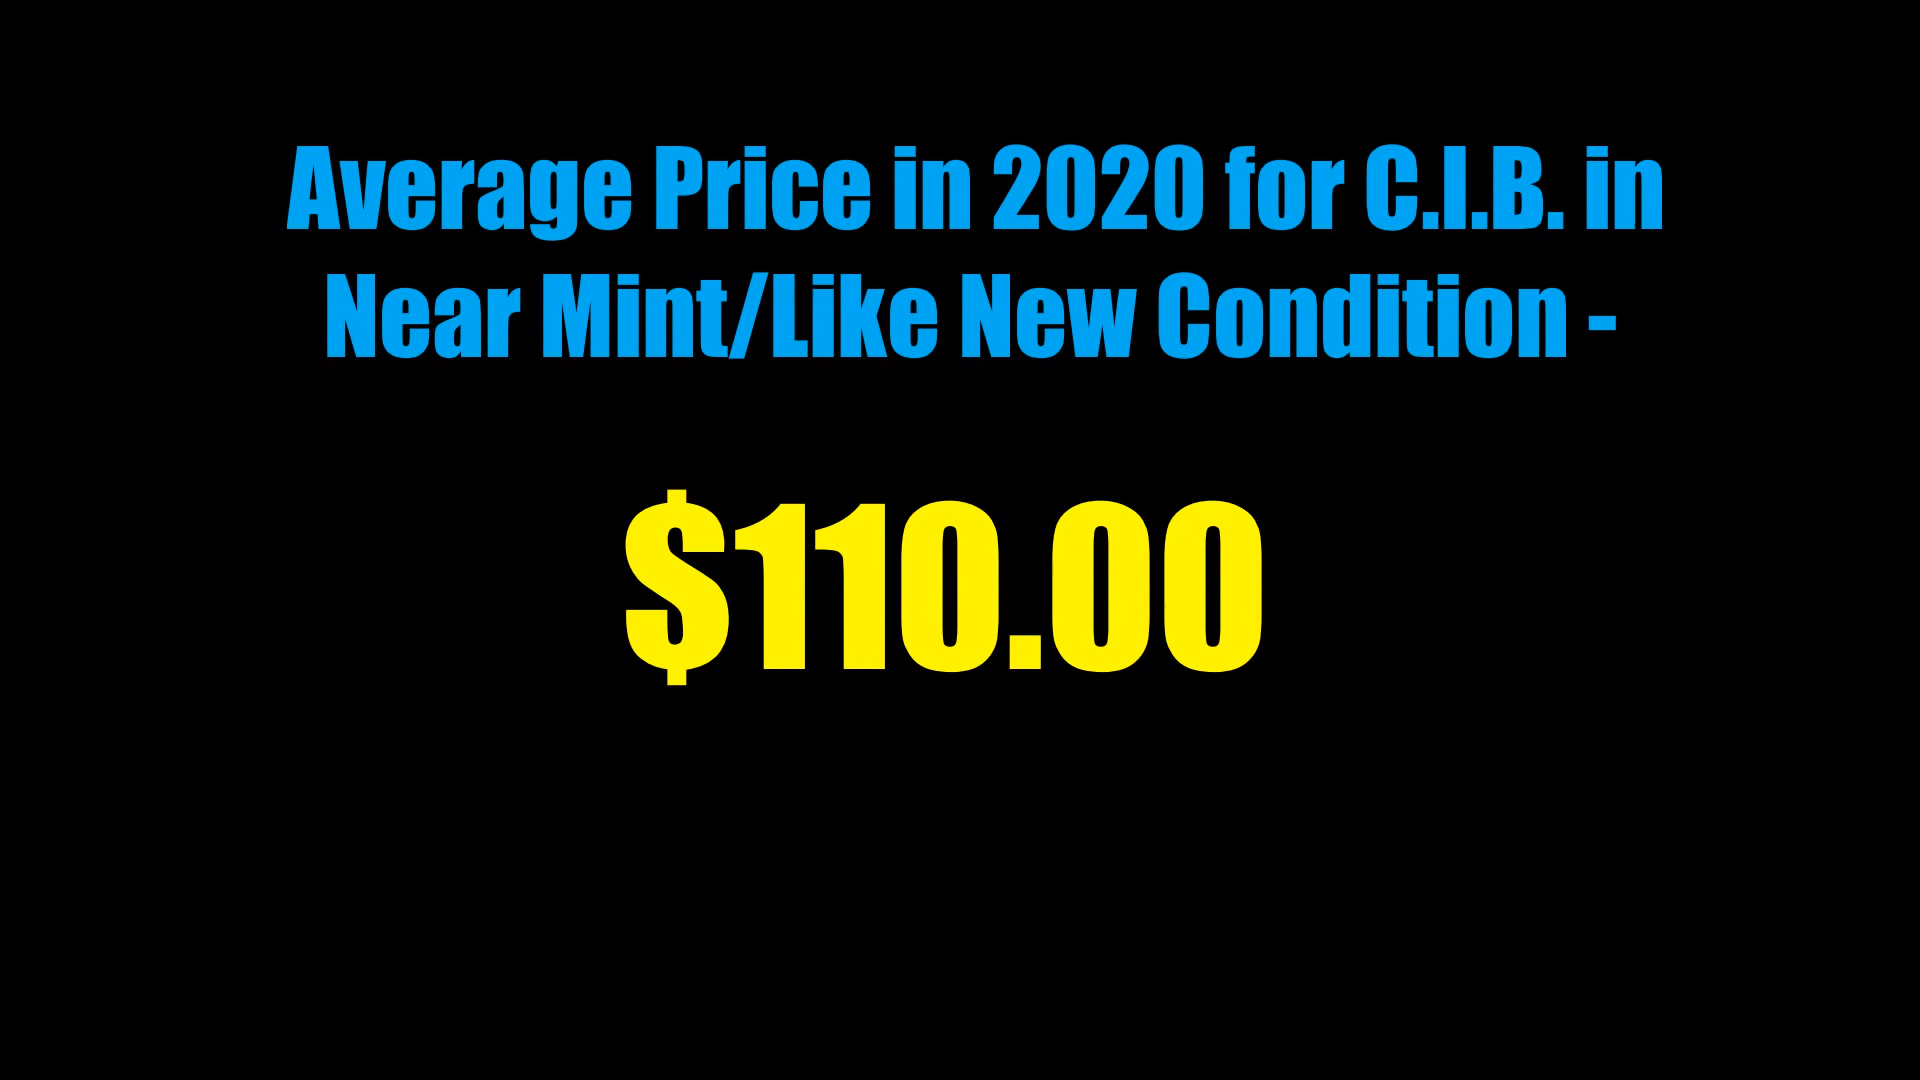 Average Price in 2020 for C.I.B. in
Near Mint/Like New Condition -
$110.00